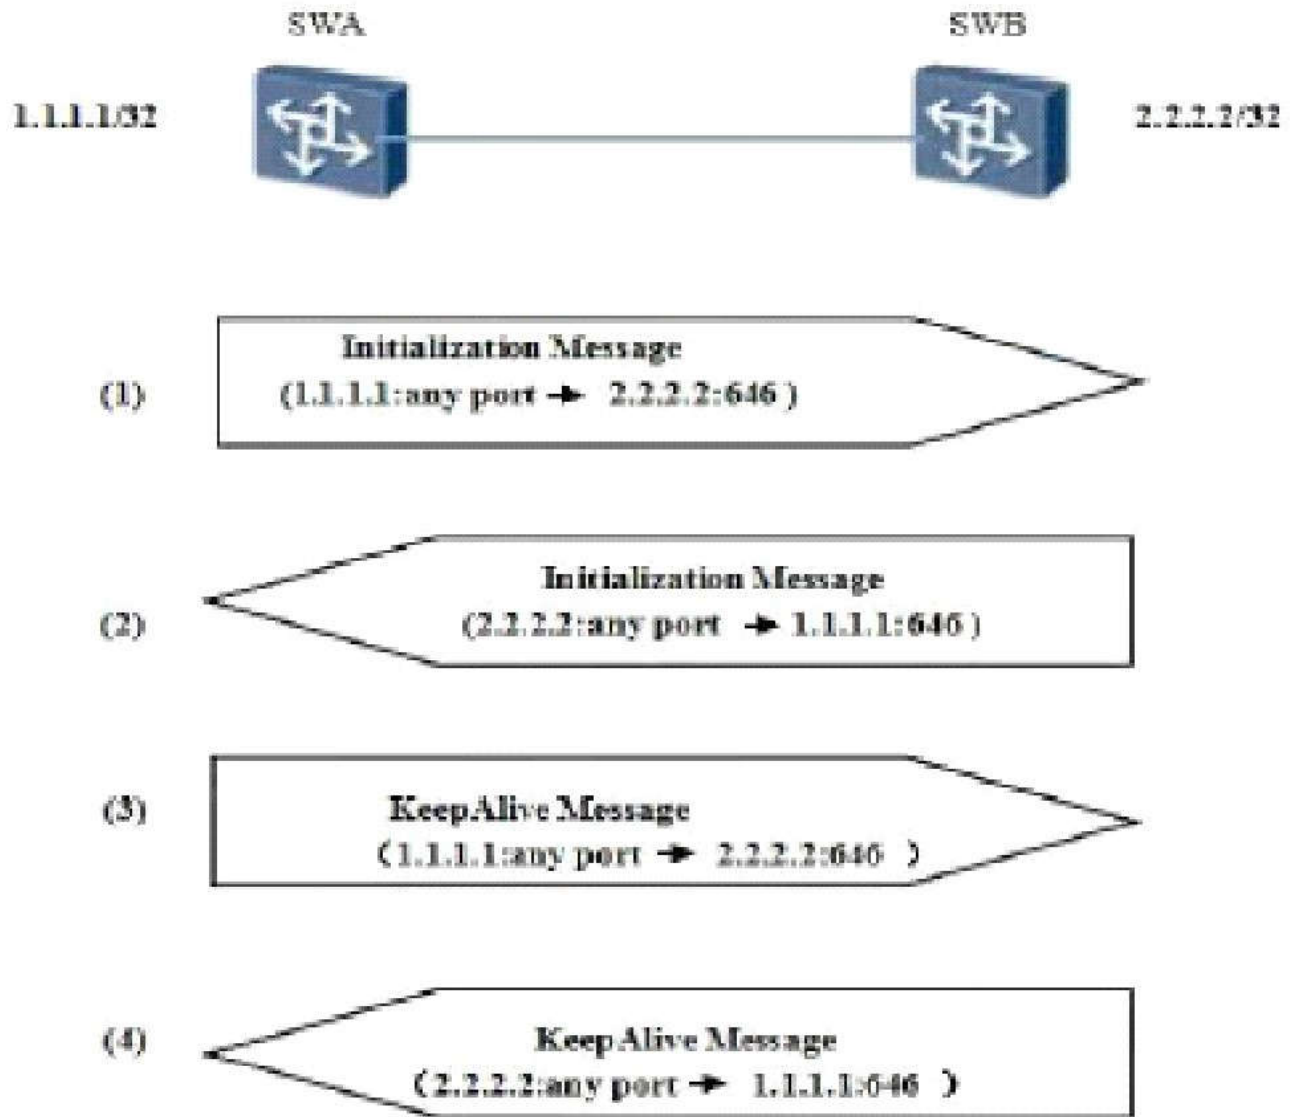 SWA
SWB
1.1.1.1/32
2.2.2.2/32
(1)
Initialization Message
(1.1.1.1:any port → 2.2.2.2:646 )
(2)
Initialization Message
(2.2.2.2:any port → 1.1.1.1:646 )
(3)
KeepAlive Message
(1.1.1.1:any port → 2.2.2.2:646 )
(4)
KeepAlive Message
(2.2.2.2:any port → 1.1.1.1:646 )